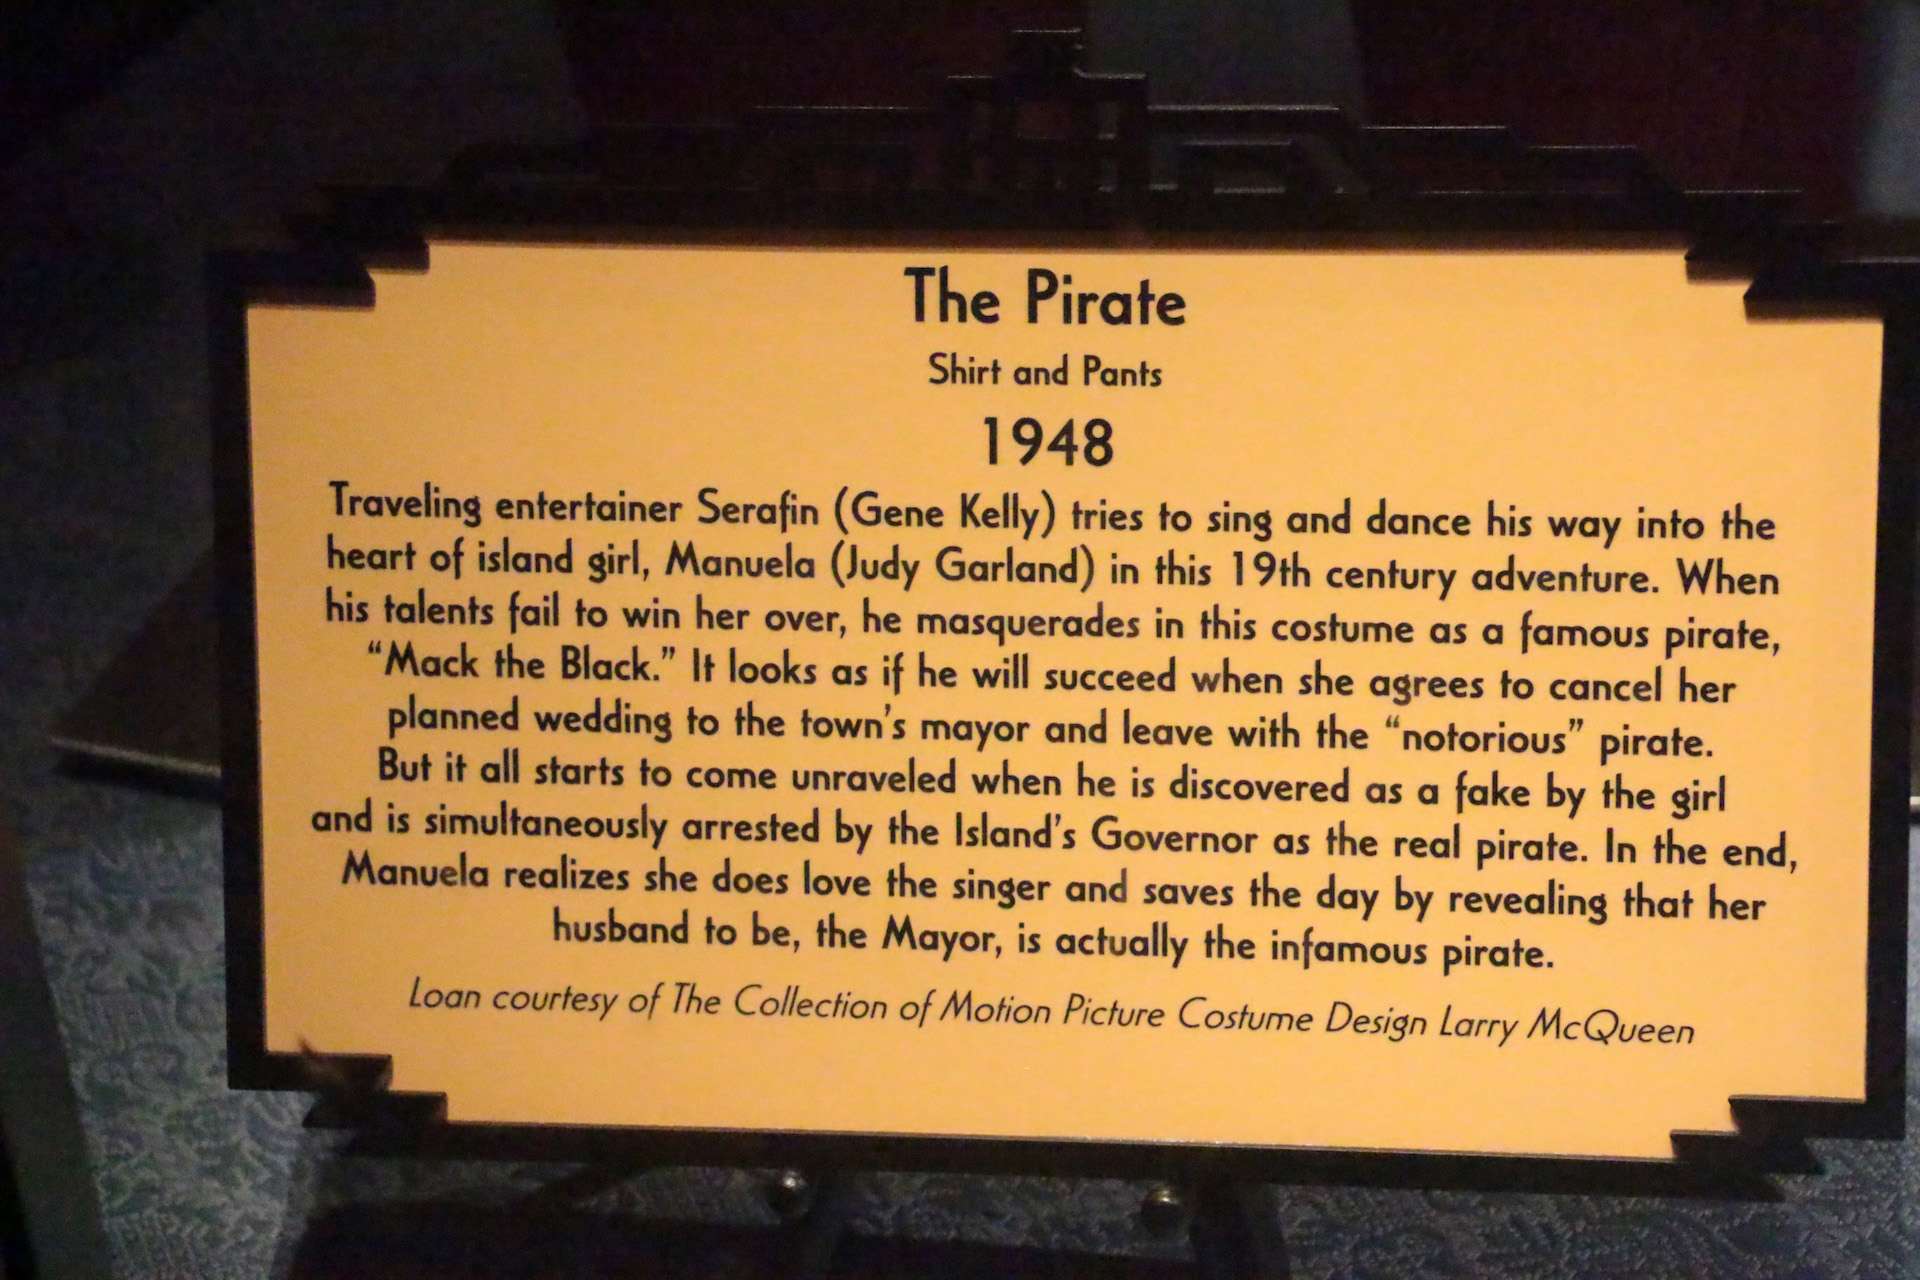 The Pirate
Shirt and Pants
1948
Traveling entertainer Serafin (Gene Kelly) tries to sing and dance his way into the
heart of island girl, Manuela (Judy Garland) in this 19th century adventure. When
his talents fail to win her over, he masquerades in this costume as a famous pirate,
“Mack the Black.” It looks as if he will succeed when she agrees to cancel her
planned wedding to the town’s mayor and leave with the “notorious” pirate.
But it all starts to come unraveled when he is discovered as a fake by the girl
and is simultaneously arrested by the Island’s Governor as the real pirate. In the end,
Manuela realizes she does love the singer and saves the day by revealing that her
husband to be, the Mayor, is actually the infamous pirate.
Loan courtesy of The Collection of Motion Picture Costume Design Larry McQueen